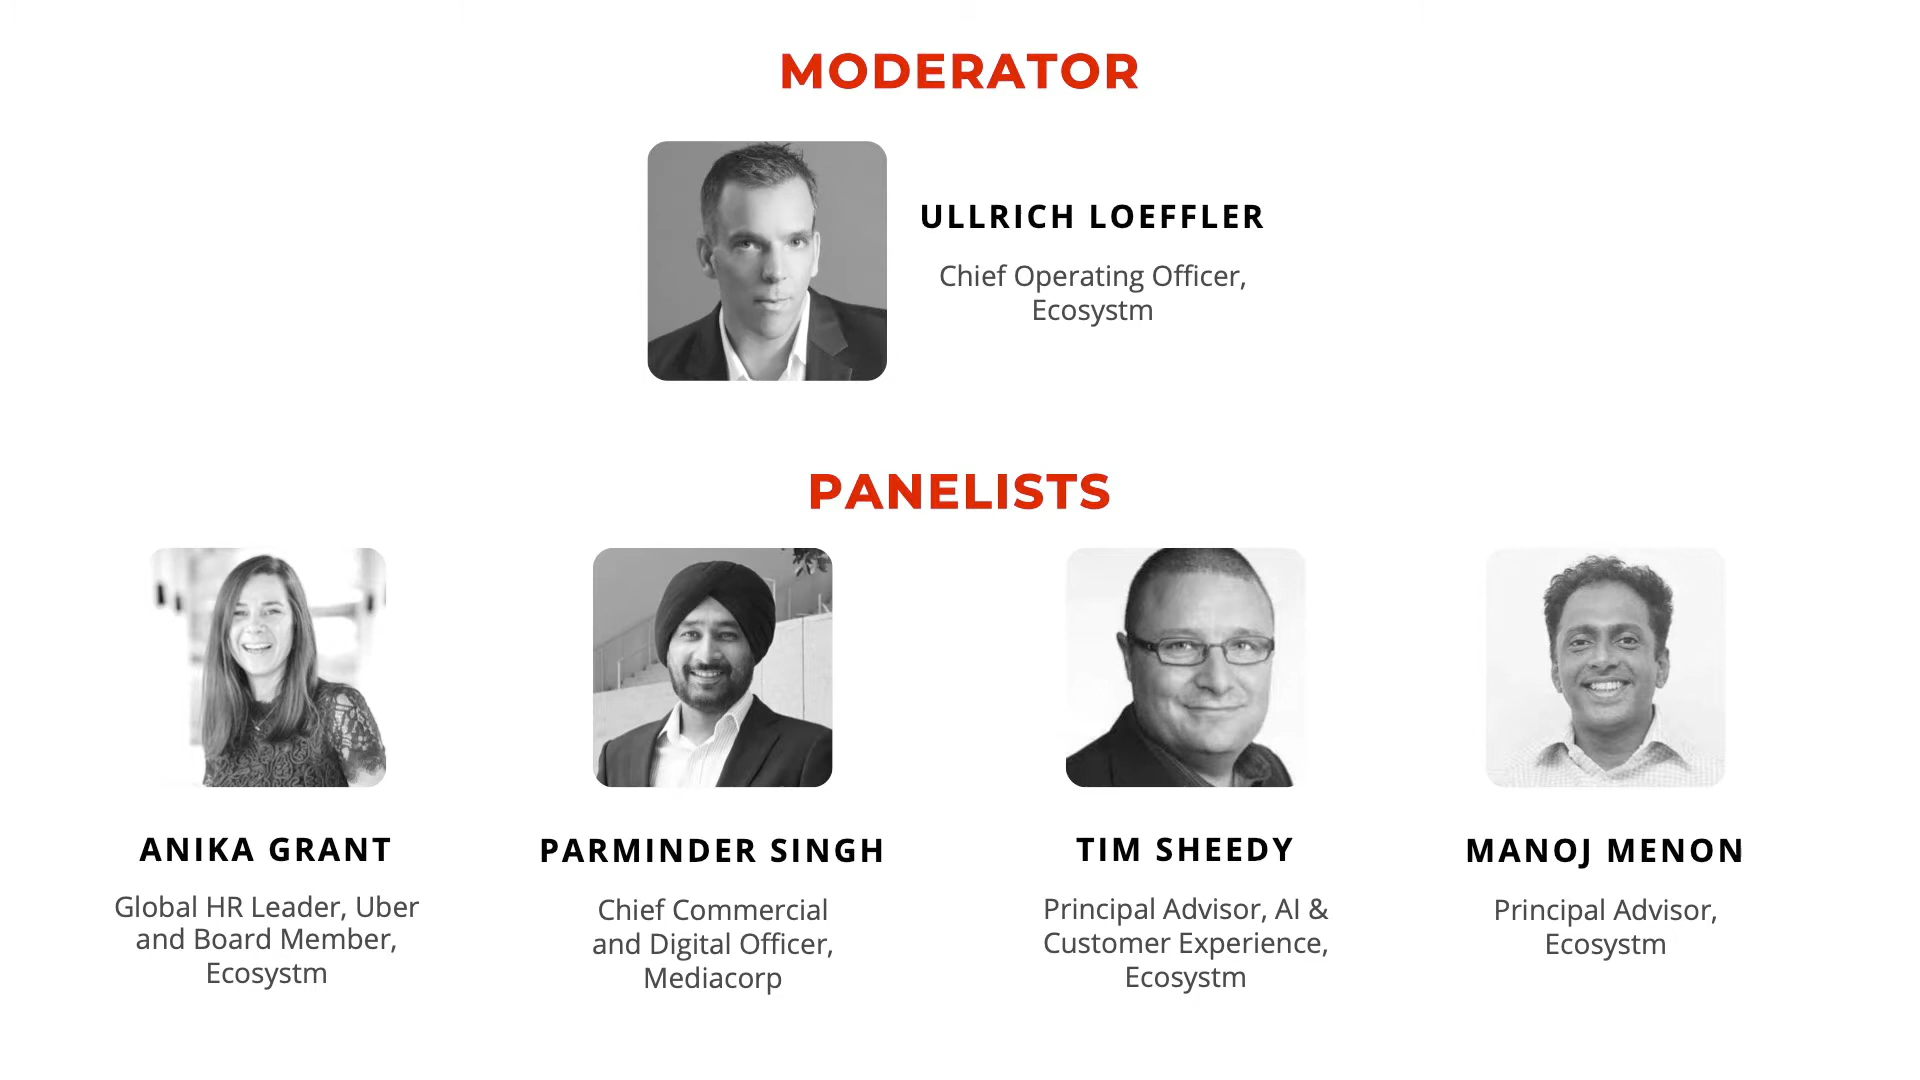 MODERATOR
ULLRICH LOEFFLER
Chief Operating Officer,
Ecosystm
PANELISTS
ANIKA GRANT
Global HR Leader, Uber
and Board Member,
Ecosystm
PARMINDER SINGH
Chief Commercial
and Digital Officer,
Mediacorp
TIM SHEEDY
Principal Advisor, AI &
Customer Experience,
Ecosystm
MANOJ MENON
Principal Advisor,
Ecosystm